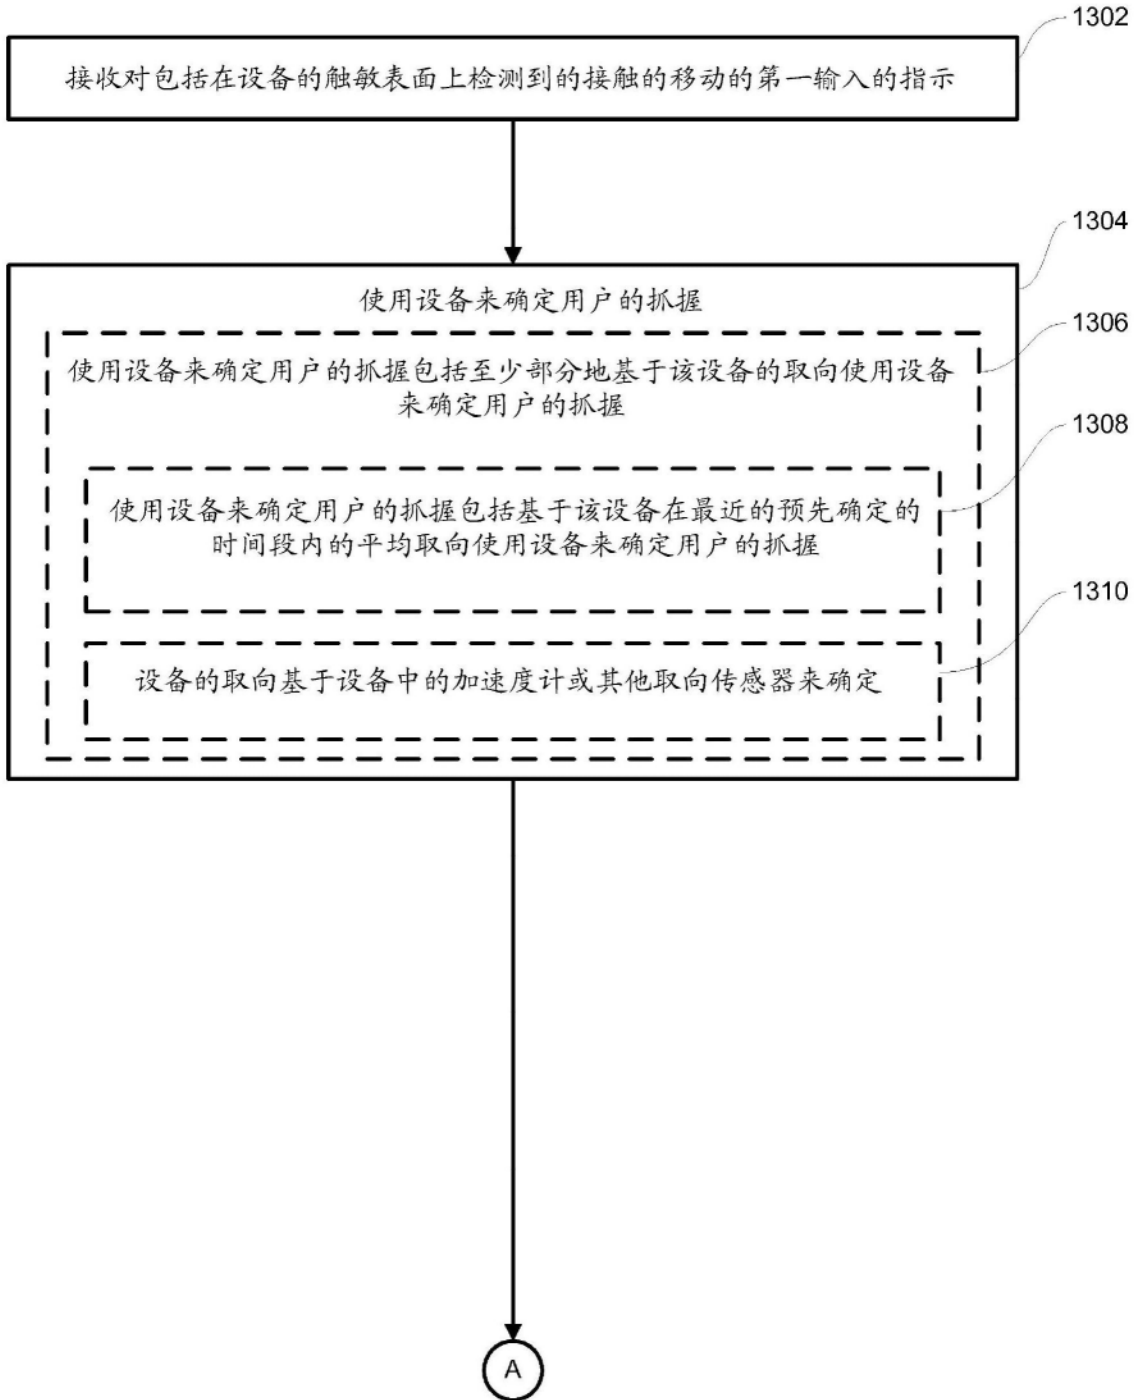 1302
接收对包括在设备的触敏表面上检测到的接触的移动的第一输入的指示
1304
使用设备来确定用户的抓握
1306
使用设备来确定用户的抓握包括至少部分地基于该设备的取向使用设备
来确定用户的抓握
1308
使用设备来确定用户的抓握包括基于该设备在最近的预先确定的
时间段内的平均取向使用设备来确定用户的抓握
1310
设备的取向基于设备中的加速度计或其他取向传感器来确定
A